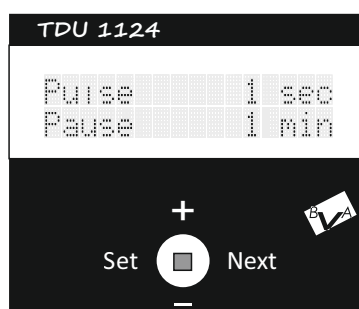 TDU 1124
Pulse 1 sec
Pause 1 min
+
Set Next
−
B A